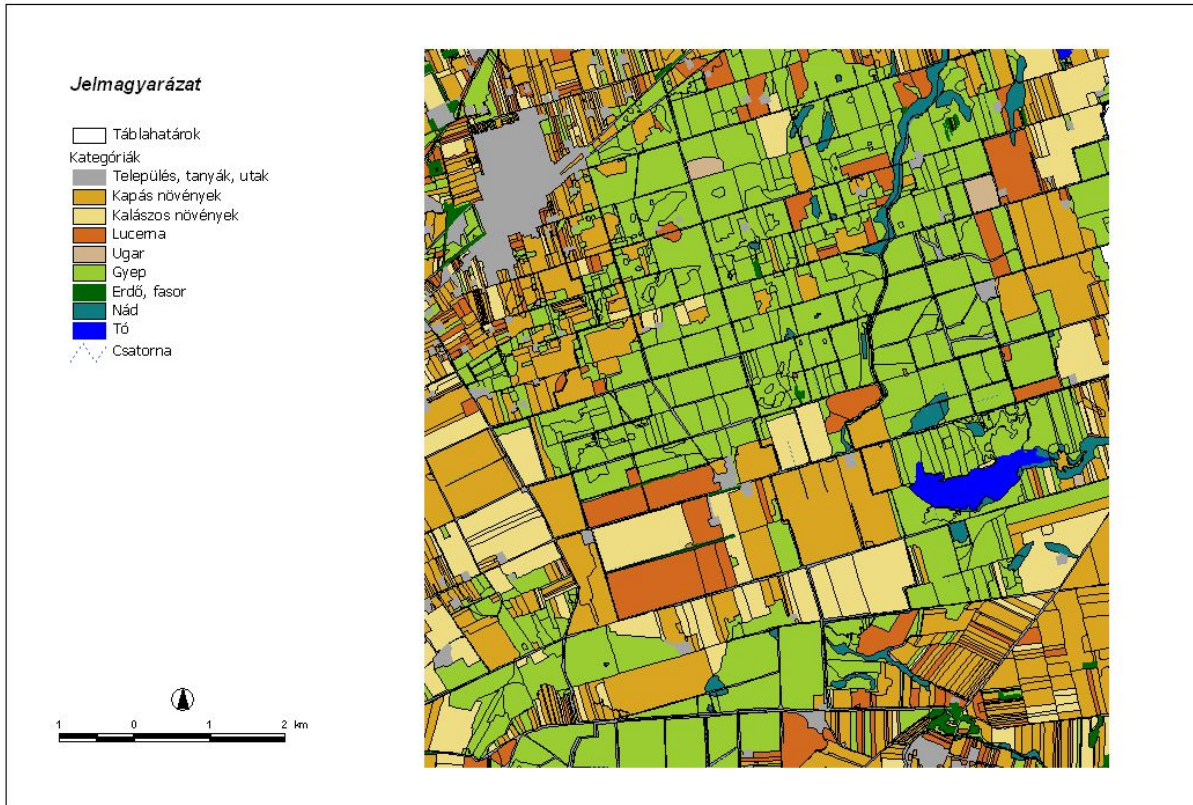 Jelmagyarázat
Táblahatárok
Kategóriák
Település, tanyák, utak
Kapás növények
Kalászos növények
Lucerna
Ugar
Gyep
Erdő, fasor
Nád
Tó
Csatorna
1 0 1 2 km